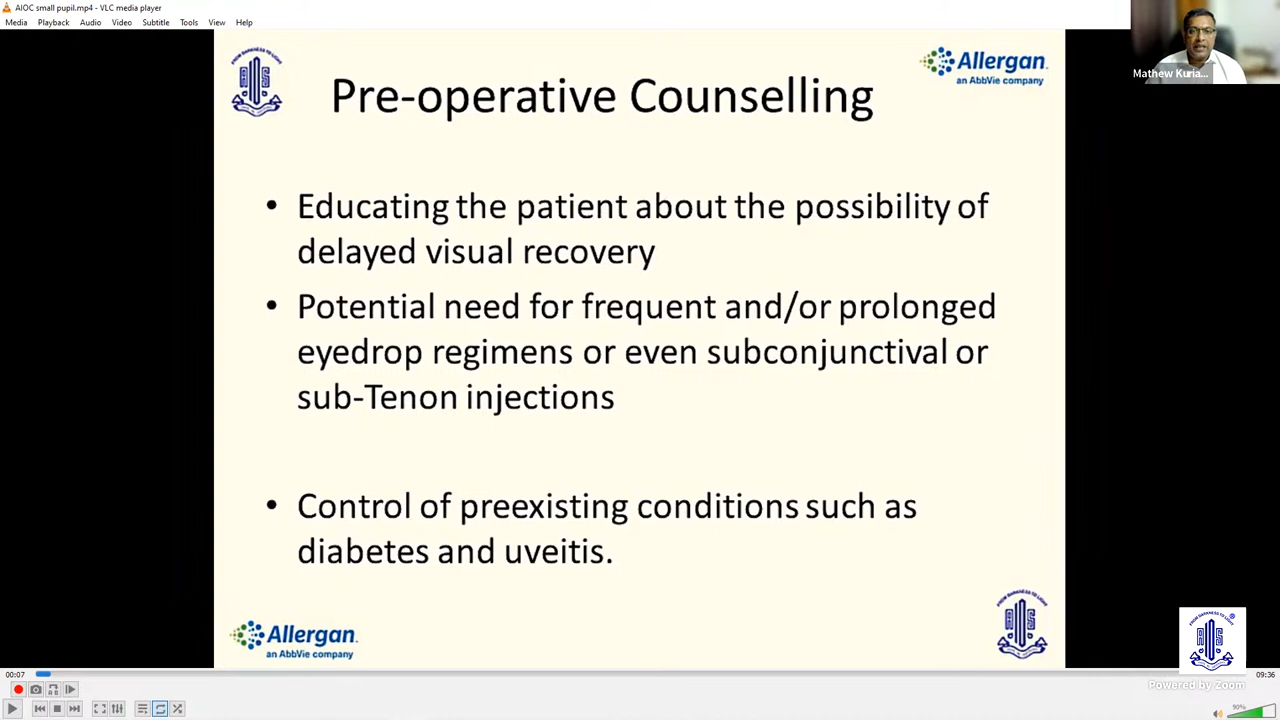 AIOC small pupil.mp4 - VLC media player
Media Playback Audio Video Subtitle Tools View Help
Allergan
an AbbVie company
Pre-operative Counselling
Mathew Kuria...
• Educating the patient about the possibility of
delayed visual recovery
• Potential need for frequent and/or prolonged
eyedrop regimens or even subconjunctival or
sub-Tenon injections
• Control of preexisting conditions such as
diabetes and uveitis.
Allergan
an AbbVie company
00:07
09:36
Powered by Zoom
90%